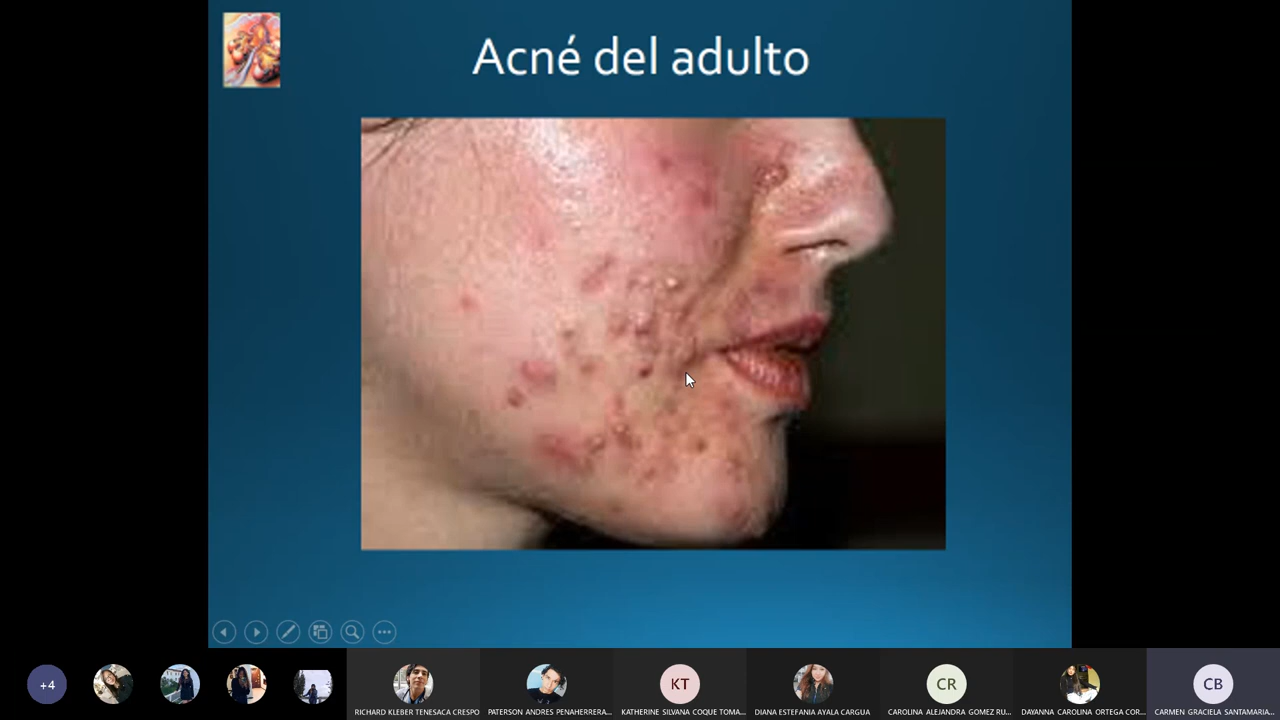 Acné del adulto
+4
RICHARD KLEBER TENESACA CRESPO
PATERSON ANDRES PENAHERRERA...
KT
KATHERINE SILVANA COQUE TOMA...
DIANA ESTEFANIA AYALA CARGUA
CR
CAROLINA ALEJANDRA GOMEZ RU...
DAYANNA CAROLINA ORTEGA COR...
CB
CARMEN GRACIELA SANTAMARIA...